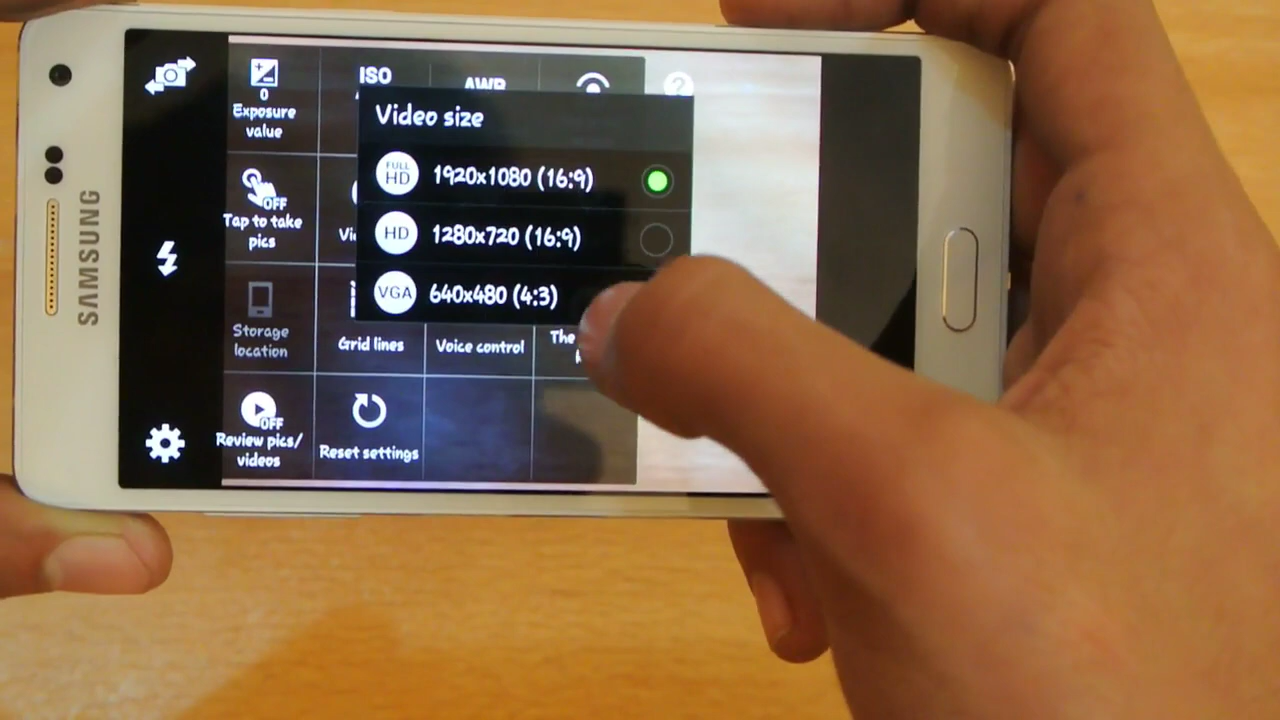 SAMSUNG
ISO
AWB
0
Exposure
value
Video size
FULL
HD
1920x1080 (16:9)
OFF
Tap to take
pics
HD
1280x720 (16:9)
VGA
640x480 (4:3)
Storage
location
Grid lines
Voice control
The
OFF
Review pics/
videos
Reset settings
?